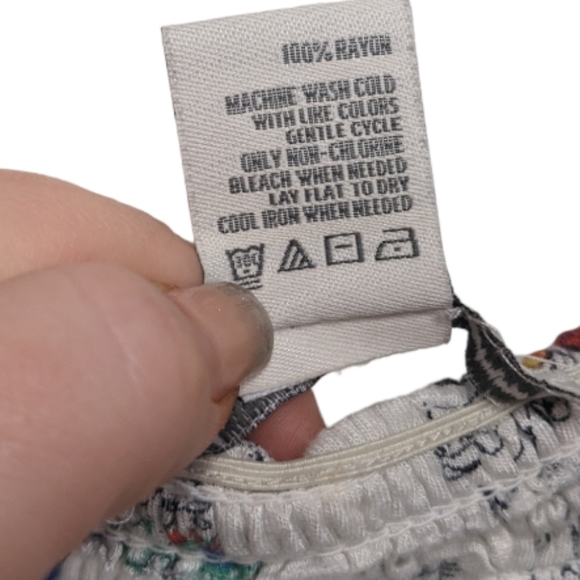 100% RAYON
MACHINE WASH COLD
WITH LIKE COLORS
GENTLE CYCLE
ONLY NON-CHLORINE
BLEACH WHEN NEEDED
LAY FLAT TO DRY
COOL IRON WHEN NEEDED
30C